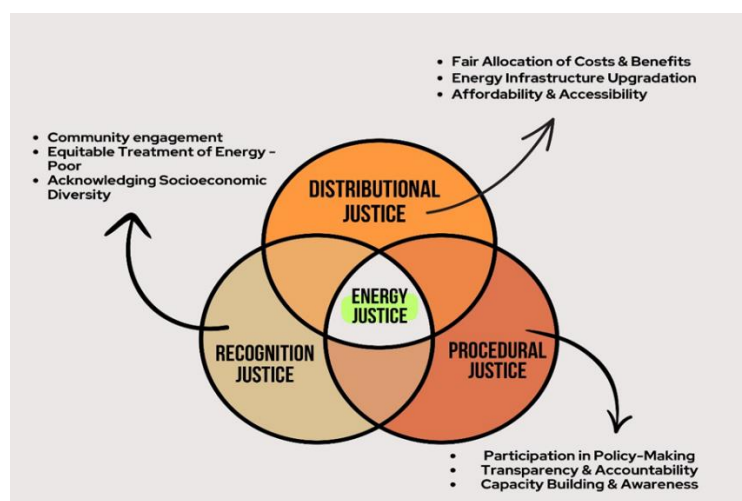 • Fair Allocation of Costs & Benefits
• Energy Infrastructure Upgradation
• Affordability & Accessibility
• Community engagement
• Equitable Treatment of Energy -
Poor
• Acknowledging Socioeconomic
Diversity
DISTRIBUTIONAL
JUSTICE
ENERGY
JUSTICE
RECOGNITION
JUSTICE
PROCEDURAL
JUSTICE
• Participation in Policy-Making
• Transparency & Accountability
• Capacity Building & Awareness